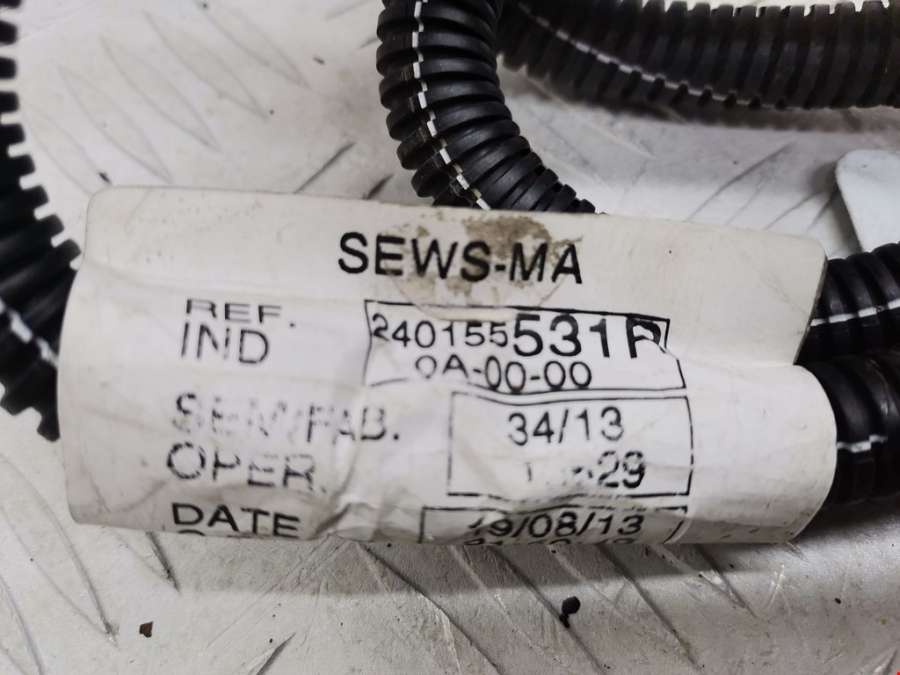 SEWS-MA
REF. 240155531R
IND 0A-00-00
SEM/FAB. 34/13
OPER.
DATE 19/08/13